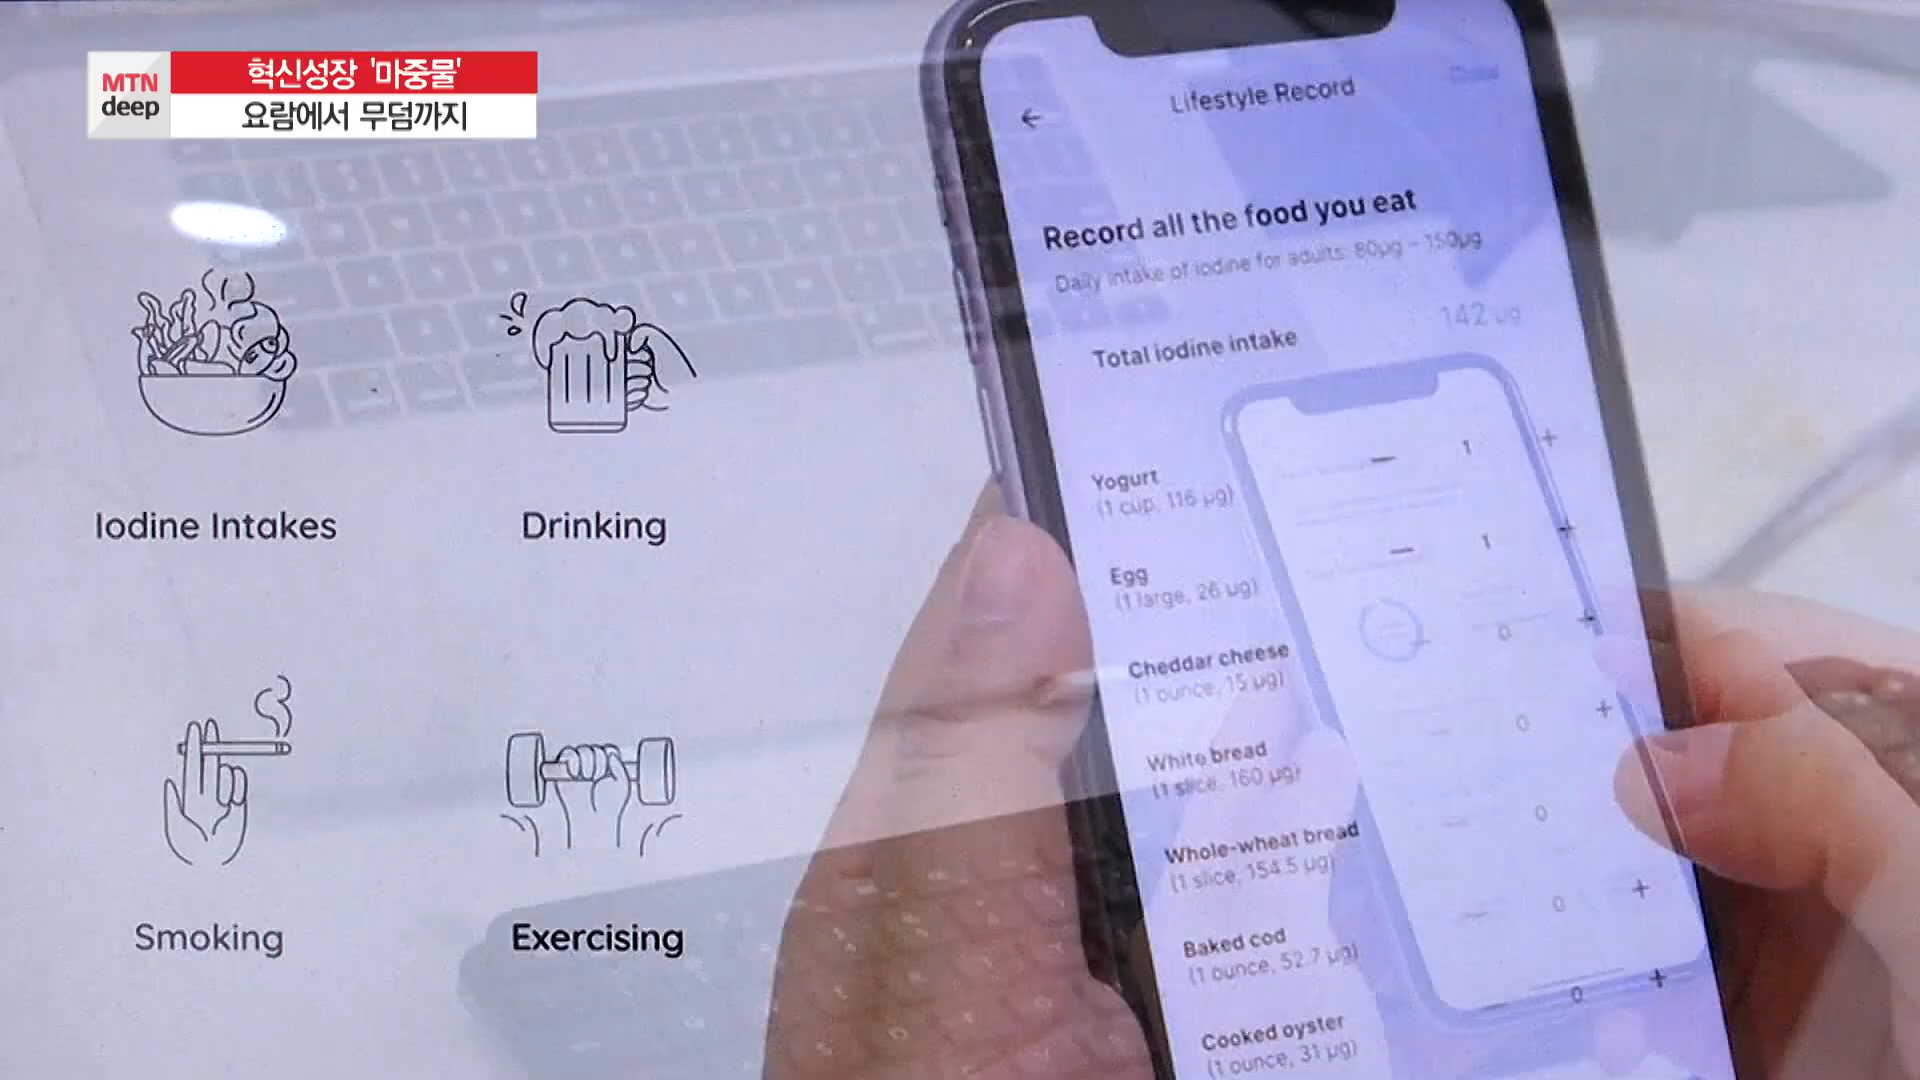 MTN
deep
혁신성장 '마중물'
요람에서 무덤까지
Iodine Intakes
Drinking
Smoking
Exercising
←
Lifestyle Record
Record all the food you eat
Daily intake of iodine for adults: 80μg - 150μg
Total iodine intake
142 ug
Yogurt
(1 cup, 116 μg)
— 1 +
Egg
(1 large, 26 μg)
— 1 +
Cheddar cheese
(1 ounce, 15 μg)
0 +
White bread
(1 slice, 160 μg)
— 0 +
Whole-wheat bread
(1 slice, 154.5 μg)
— 0
Baked cod
(1 ounce, 52.7 μg)
— 0 +
Cooked oyster
(1 ounce, 31 μg)
0 +